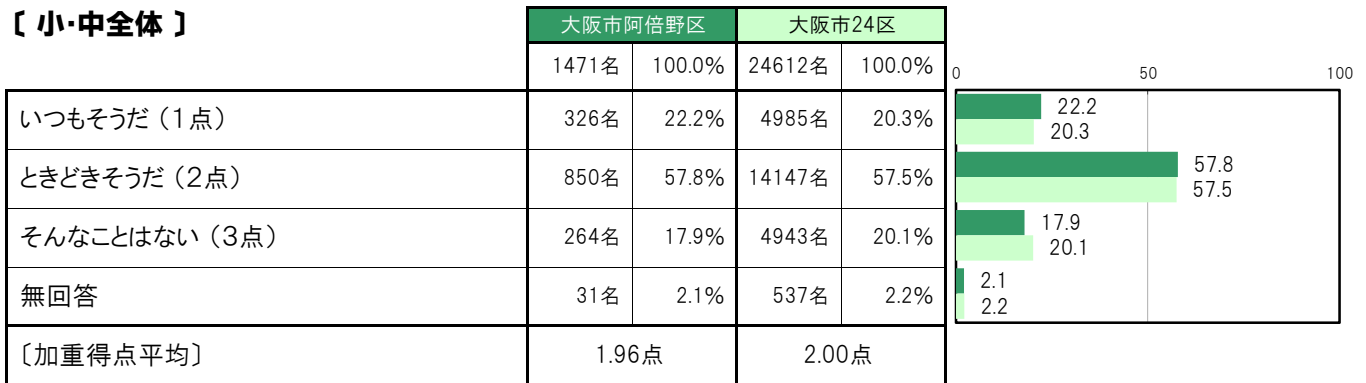 〔 小・中全体 〕
大阪市阿倍野区 大阪市24区
1471名 100.0% 24612名 100.0%
0 50 100
いつもそうだ（1点） 326名 22.2% 4985名 20.3%
22.2
20.3
ときどきそうだ（2点） 850名 57.8% 14147名 57.5%
57.8
57.5
そんなことはない（3点） 264名 17.9% 4943名 20.1%
17.9
20.1
無回答 31名 2.1% 537名 2.2%
2.1
2.2
〔加重得点平均〕 1.96点 2.00点